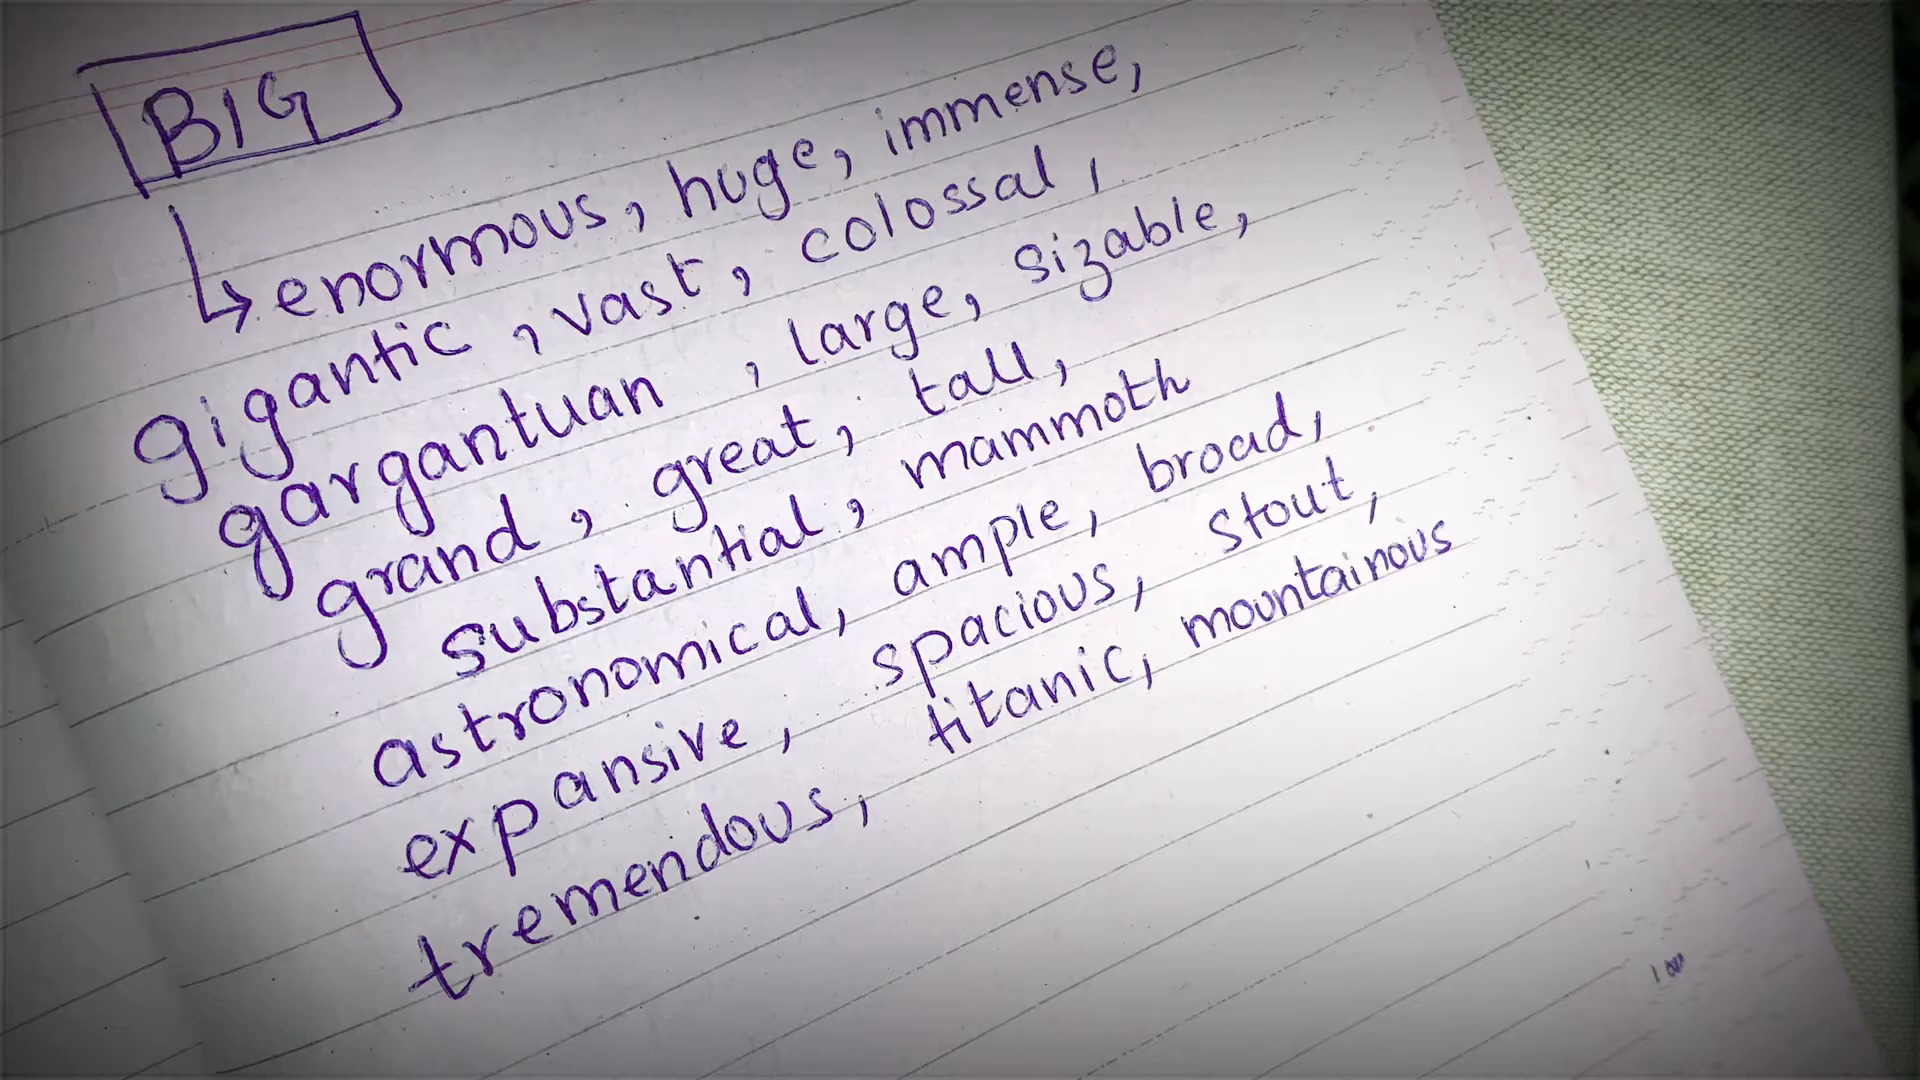 BIG
enormous, huge, immense,
gigantic, vast, colossal,
gargantuan, large, sizable,
grand, great, tall,
substantial, mammoth
astronomical, ample, broad,
expansive, spacious, stout,
tremendous, titanic, mountainous